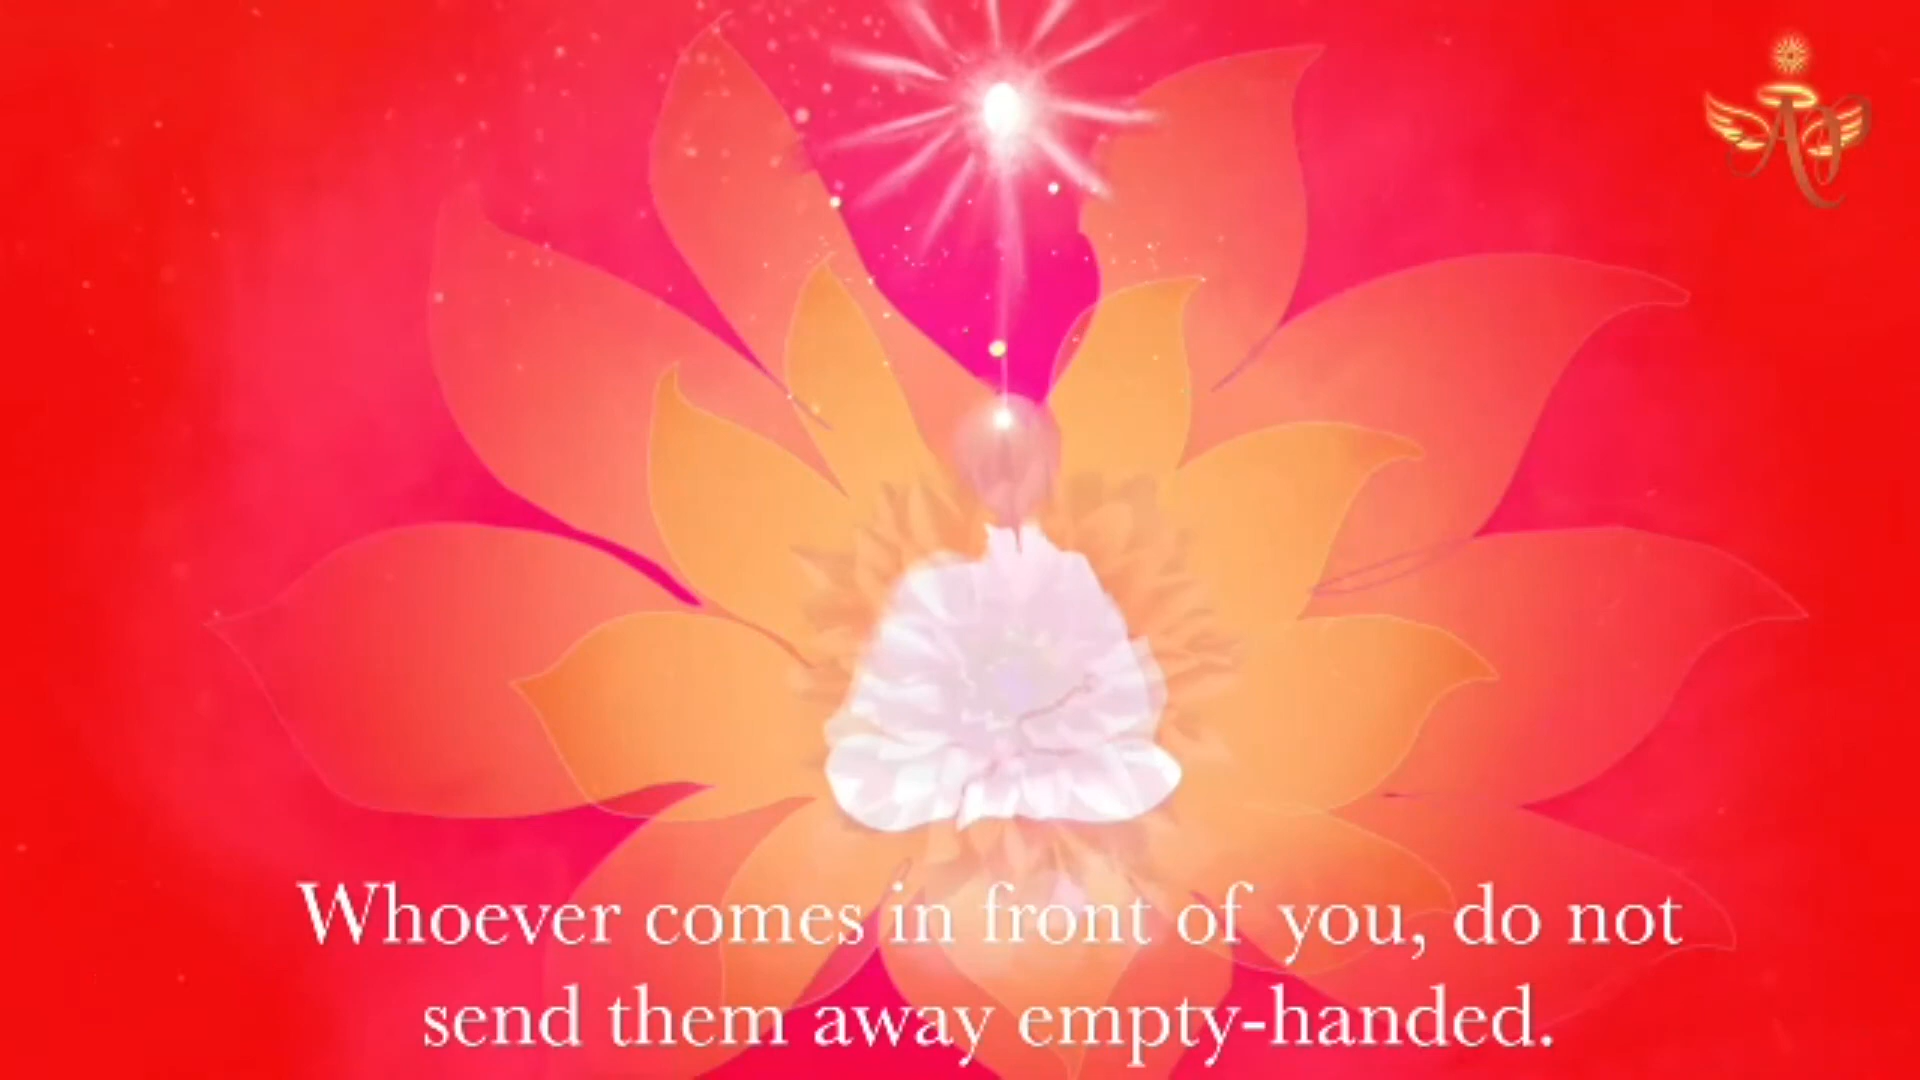 Whoever comes in front of you, do not
send them away empty-handed.